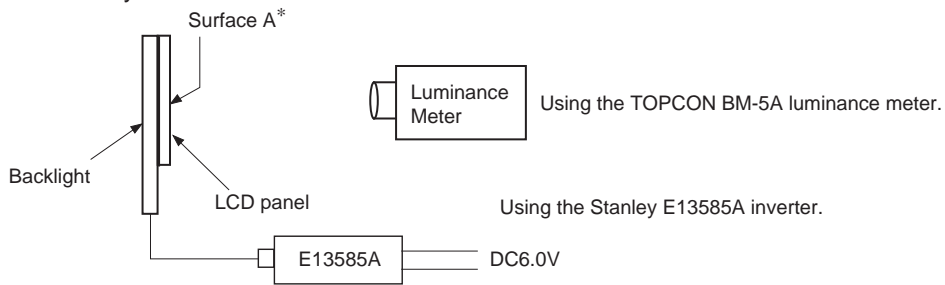 Surface A*
Luminance
Meter
Using the TOPCON BM-5A luminance meter.
Backlight
LCD panel
Using the Stanley E13585A inverter.
E13585A
DC6.0V